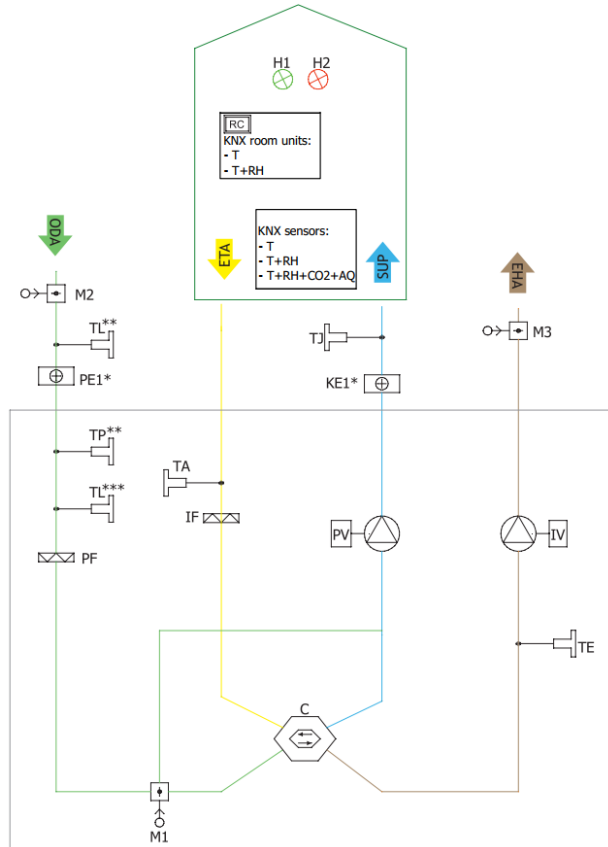 H1 H2
RC
KNX room units:
- T
- T+RH
KNX sensors:
- T
- T+RH
- T+RH+CO2+AQ
ODA
ETA
SUP
EHA
M2
TL**
PE1*
TJ
KE1*
M3
TP**
TL***
TA
IF
PF
PV
IV
TE
C
M1